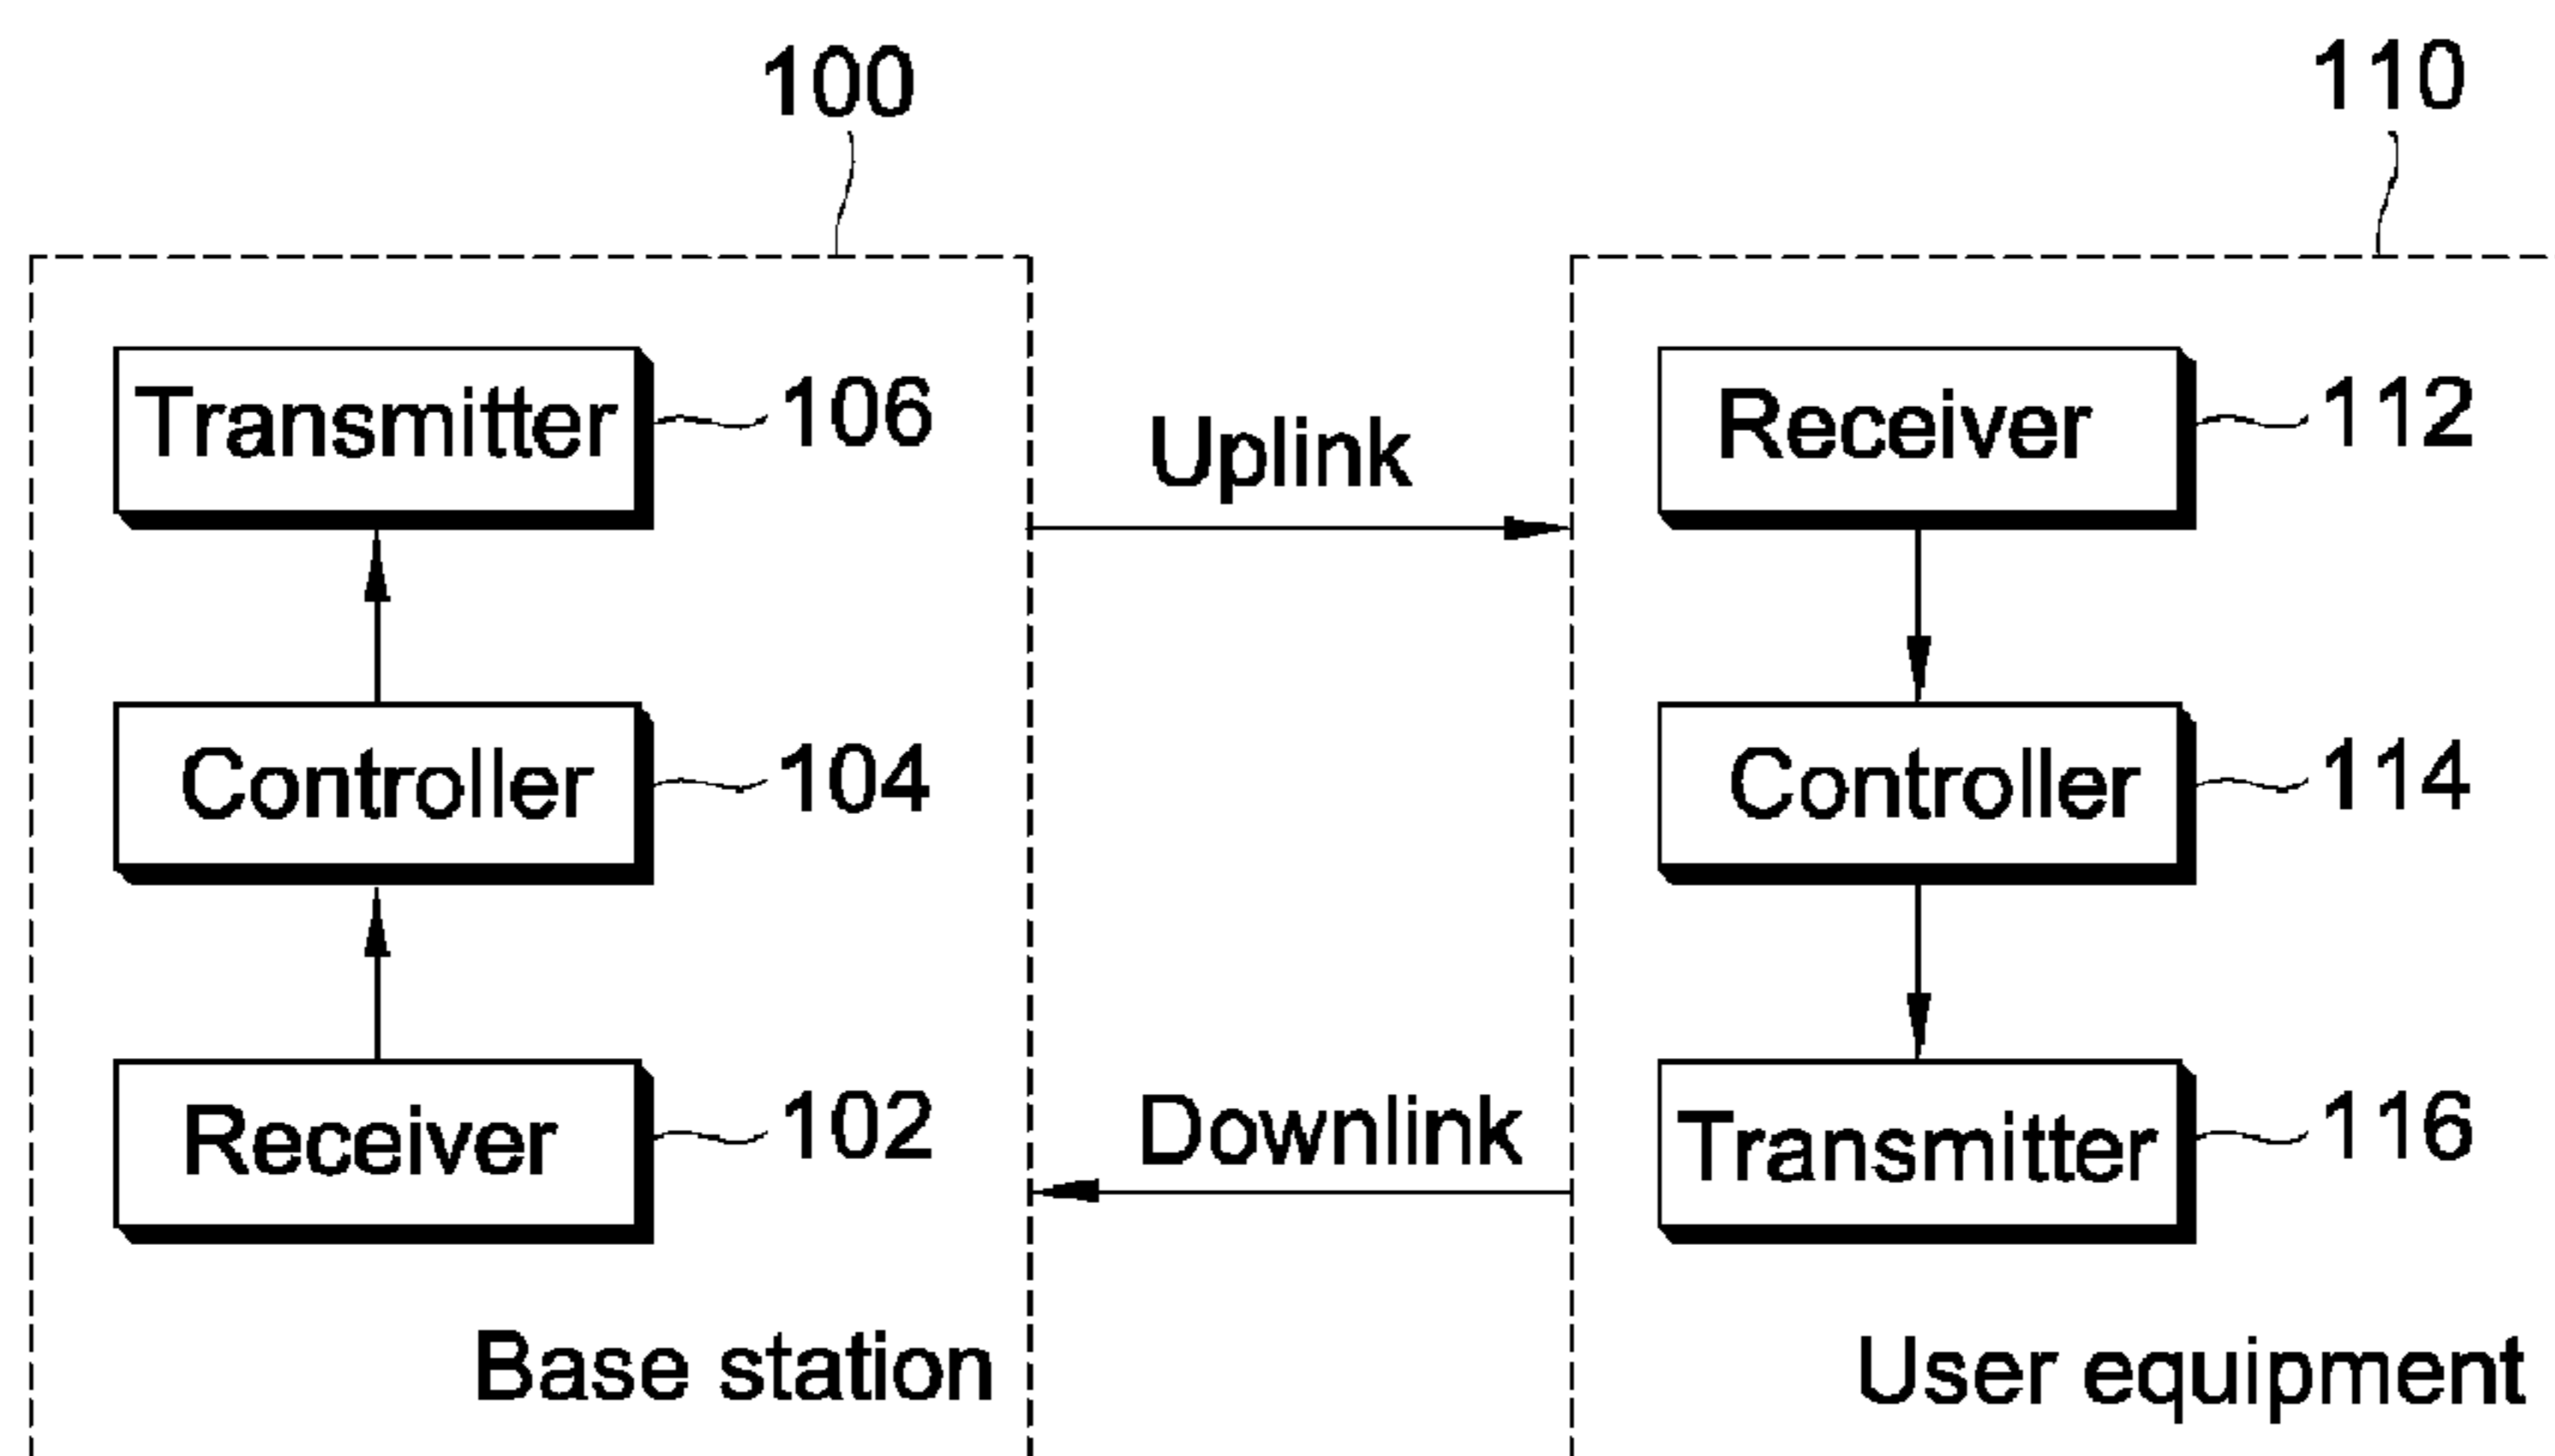 100
110
Transmitter
106
Uplink
Receiver
112
Controller
104
Controller
114
Receiver
102
Downlink
Transmitter
116
Base station
User equipment